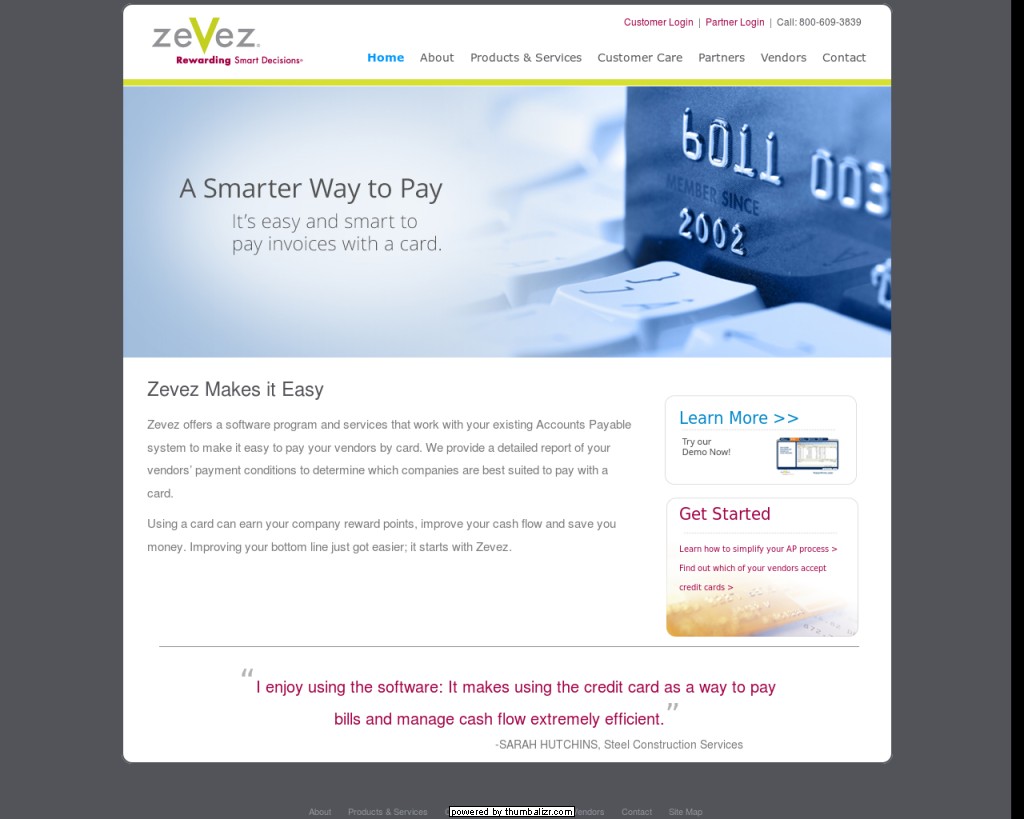 zevez
Rewarding Smart Decisions
Customer Login | Partner Login | Call: 800-609-3839
Home About Products & Services Customer Care Partners Vendors Contact
A Smarter Way to Pay
It's easy and smart to
pay invoices with a card.
6011 003
MEMBER SINCE
2002
Zevez Makes it Easy
Zevez offers a software program and services that work with your existing Accounts Payable
system to make it easy to pay your vendors by card. We provide a detailed report of your
vendors' payment conditions to determine which companies are best suited to pay with a
card.
Using a card can earn your company reward points, improve your cash flow and save you
money. Improving your bottom line just got easier; it starts with Zevez.
Learn More >>
Try our
Demo Now!
Get Started
Learn how to simplify your AP process >
Find out which of your vendors accept
credit cards >
“I enjoy using the software: It makes using the credit card as a way to pay
bills and manage cash flow extremely efficient.”
-SARAH HUTCHINS, Steel Construction Services
About Products & Services Vendors Contact Site Map
powered by thumbalizr.com